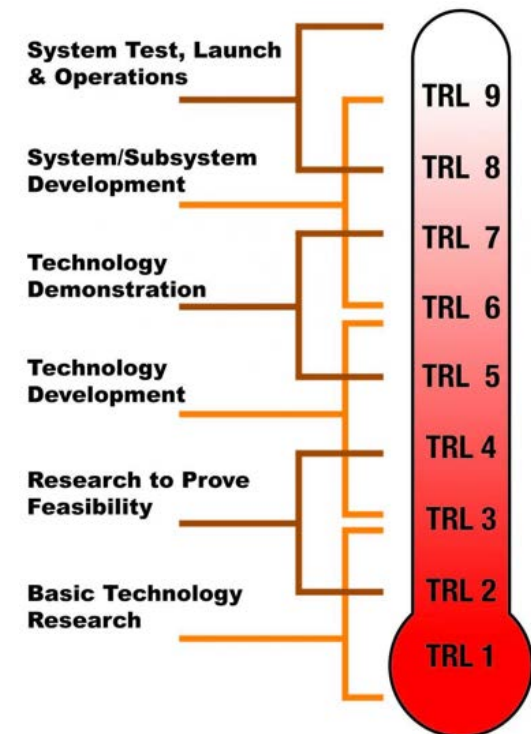 System Test, Launch
& Operations
System/Subsystem
Development
Technology
Demonstration
Technology
Development
Research to Prove
Feasibility
Basic Technology
Research
TRL 9
TRL 8
TRL 7
TRL 6
TRL 5
TRL 4
TRL 3
TRL 2
TRL 1